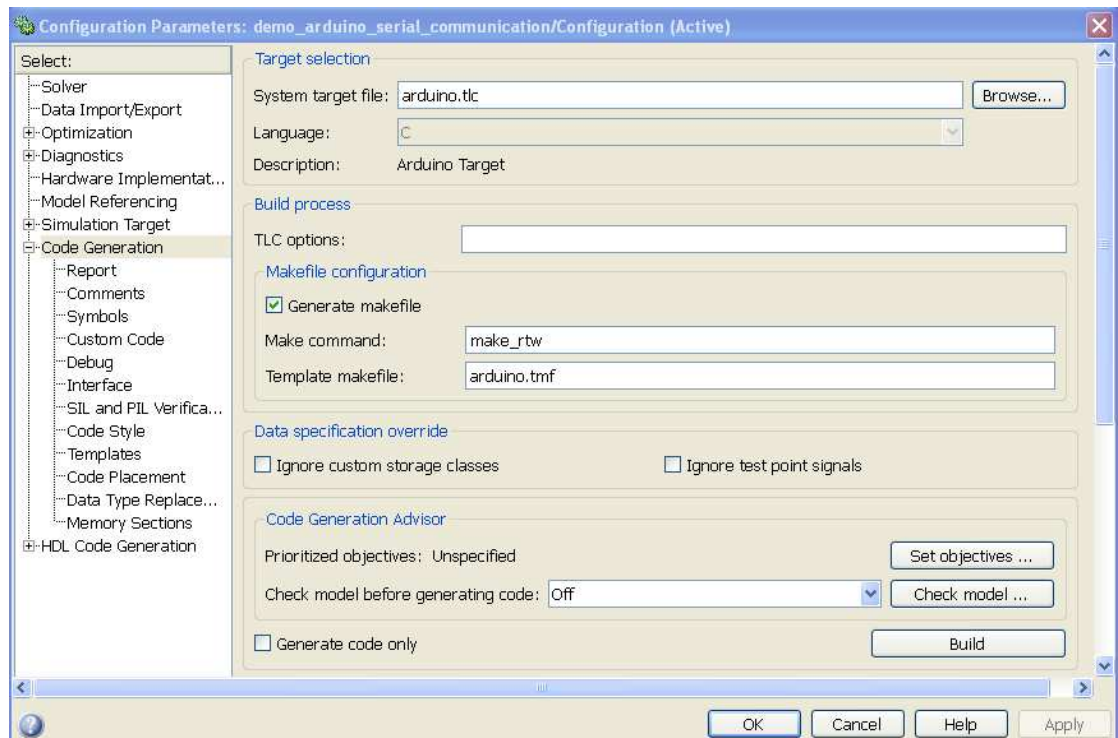 Configuration Parameters: demo_arduino_serial_communication/Configuration (Active)
Select:
Solver
Data Import/Export
Optimization
Diagnostics
Hardware Implementat...
Model Referencing
Simulation Target
Code Generation
Report
Comments
Symbols
Custom Code
Debug
Interface
SIL and PIL Verifica...
Code Style
Templates
Code Placement
Data Type Replace...
Memory Sections
HDL Code Generation
Target selection
System target file: arduino.tlc Browse...
Language: C
Description: Arduino Target
Build process
TLC options:
Makefile configuration
Generate makefile
Make command: make_rtw
Template makefile: arduino.tmf
Data specification override
Ignore custom storage classes Ignore test point signals
Code Generation Advisor
Prioritized objectives: Unspecified Set objectives ...
Check model before generating code: Off Check model ...
Generate code only Build
OK Cancel Help Apply